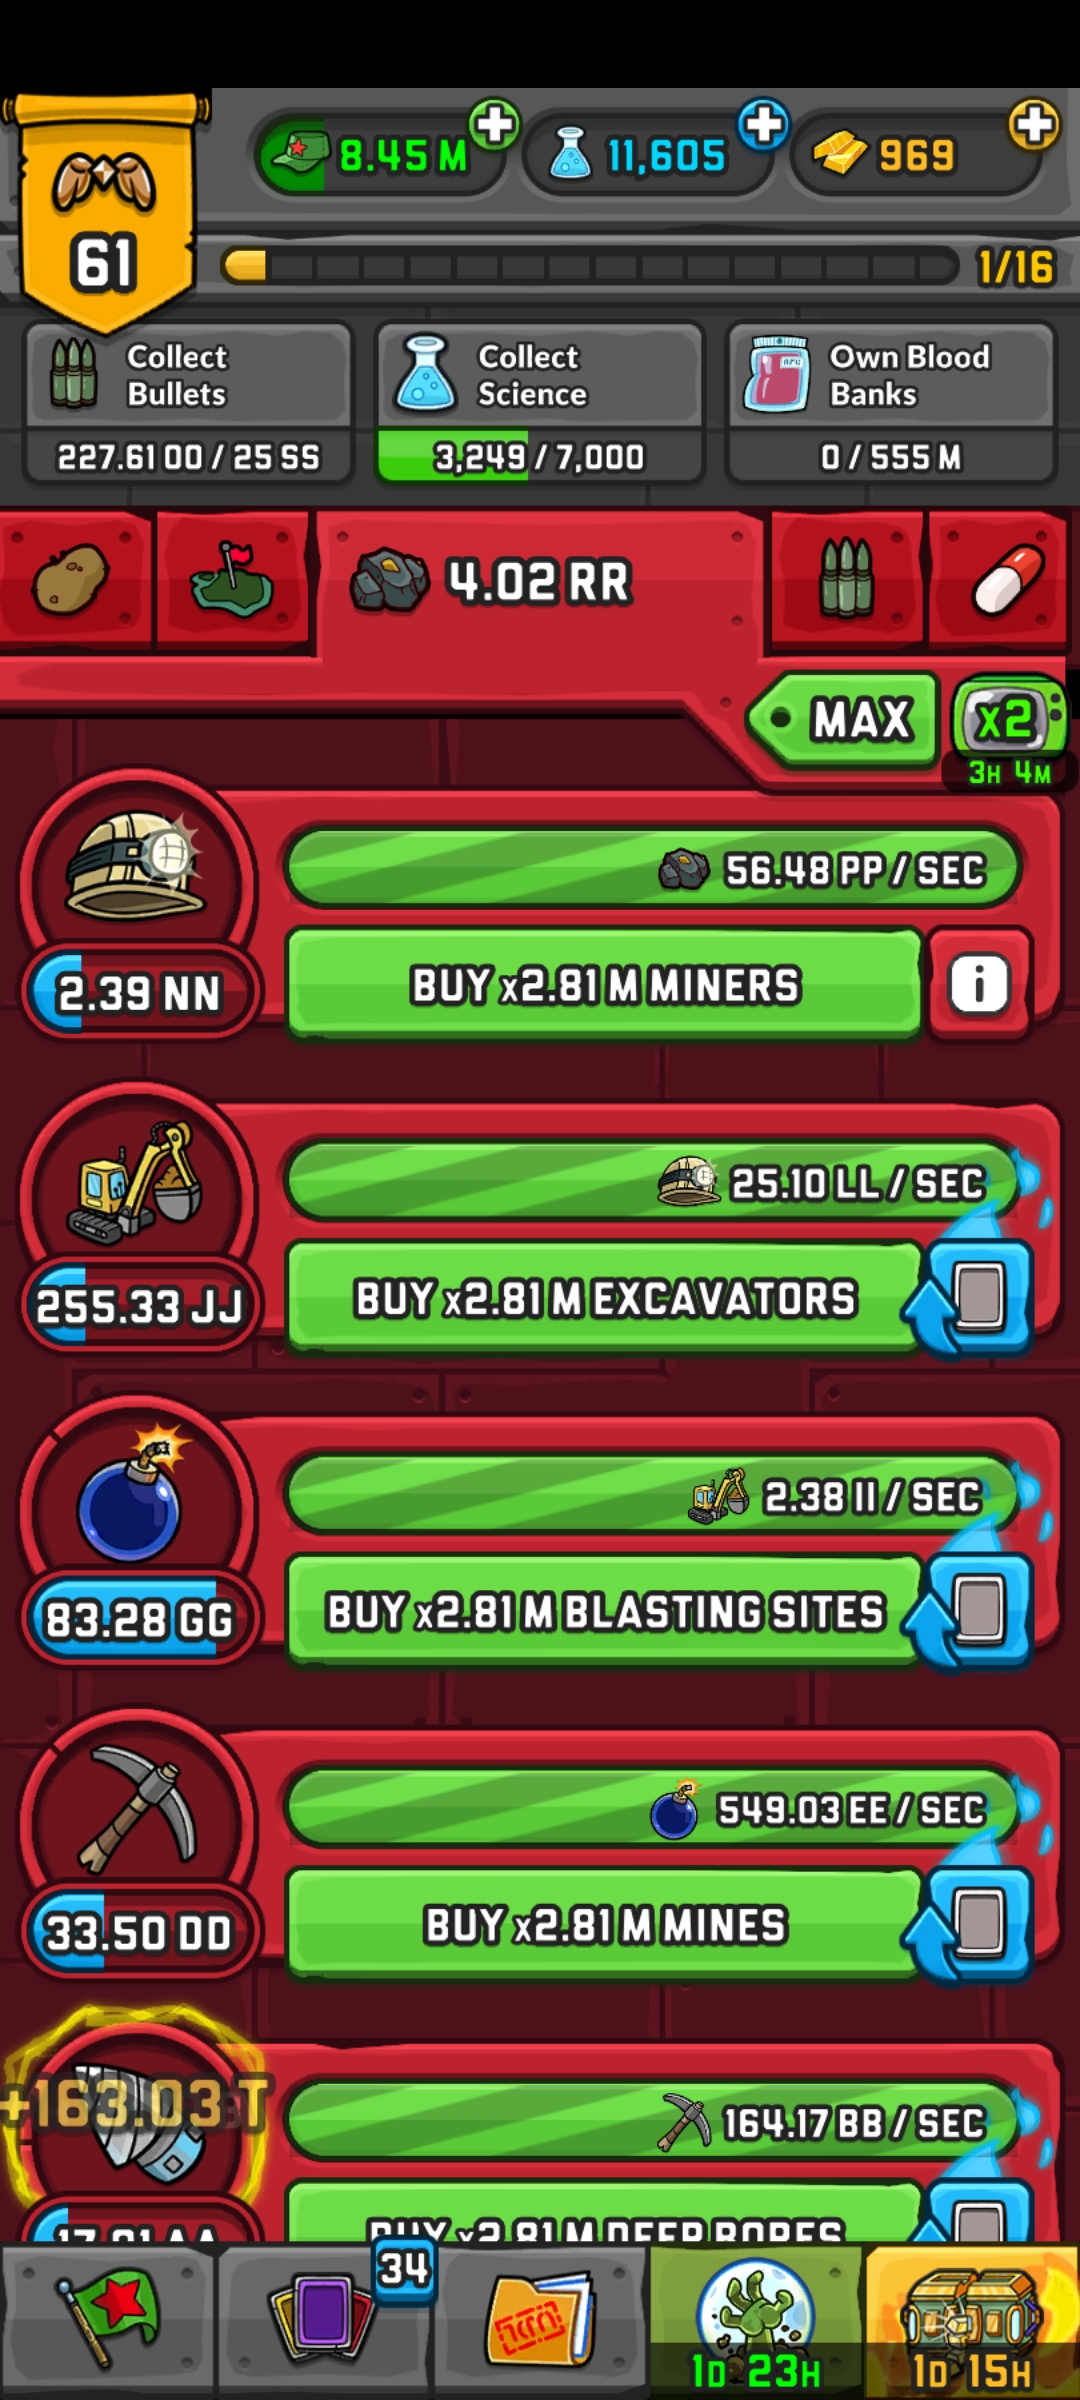 61
8.45 M
11,605
969
1/16
Collect
Bullets
227.61 OO / 25 SS
Collect
Science
3,249 / 7,000
Own Blood
Banks
0 / 555 M
4.02 RR
MAX
x2
3H 4M
56.48 PP / SEC
2.39 NN
BUY x2.81 M MINERS
i
25.10 LL / SEC
255.33 JJ
BUY x2.81 M EXCAVATORS
2.38 II / SEC
83.28 GG
BUY x2.81 M BLASTING SITES
549.03 EE / SEC
33.50 DD
BUY x2.81 M MINES
+163.03 T
164.17 BB / SEC
BUY x2.81 M DEEP BORES
34
1D 23H
1D 15H